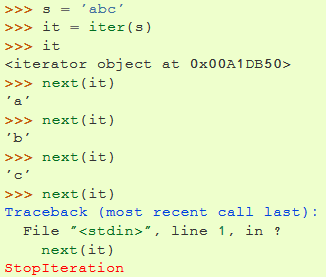 >>> s = 'abc'
>>> it = iter(s)
>>> it
<iterator object at 0x00A1DB50>
>>> next(it)
'a'
>>> next(it)
'b'
>>> next(it)
'c'
>>> next(it)
Traceback (most recent call last):
  File "<stdin>", line 1, in ?
    next(it)
StopIteration